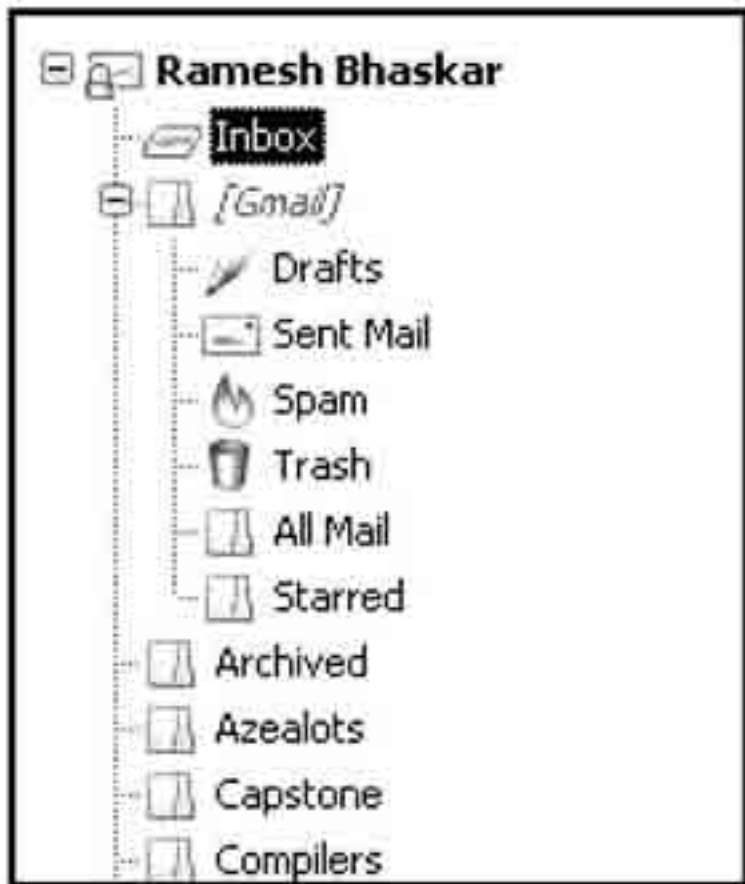 Ramesh Bhaskar
Inbox
[Gmail]
Drafts
Sent Mail
Spam
Trash
All Mail
Starred
Archived
Azealots
Capstone
Compilers